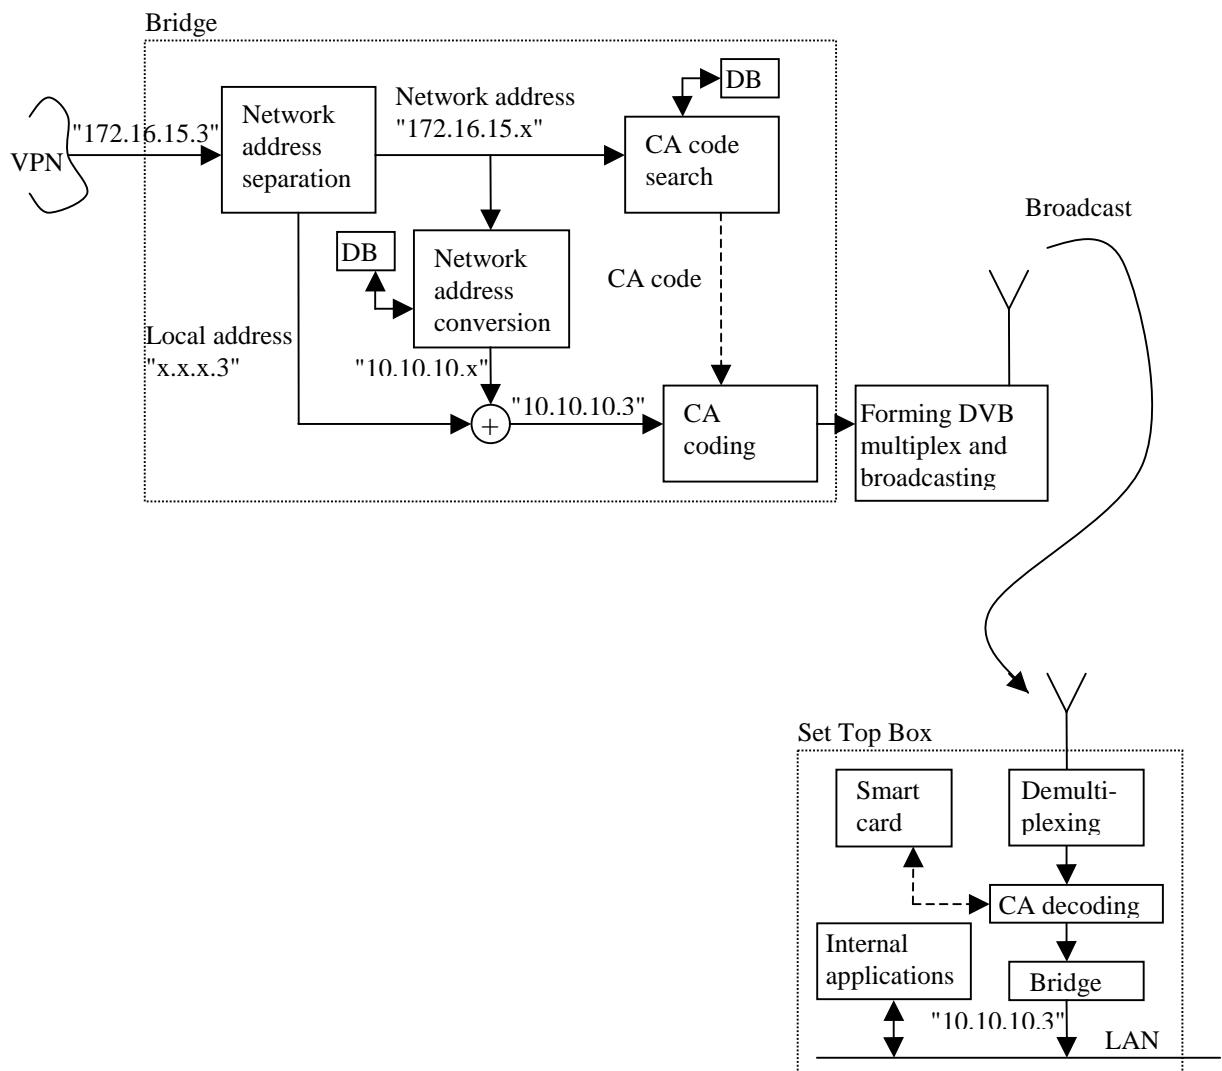 Bridge
DB
Network address
"172.16.15.x"
Network
address
separation
"172.16.15.3"
VPN
CA code
search
Broadcast
DB
Network
address
conversion
CA code
Local address
"x.x.x.3"
"10.10.10.x"
"10.10.10.3"
+
CA
coding
Forming DVB
multiplex and
broadcasting
Set Top Box
Smart
card
Demulti-
plexing
CA decoding
Internal
applications
Bridge
"10.10.10.3"
LAN